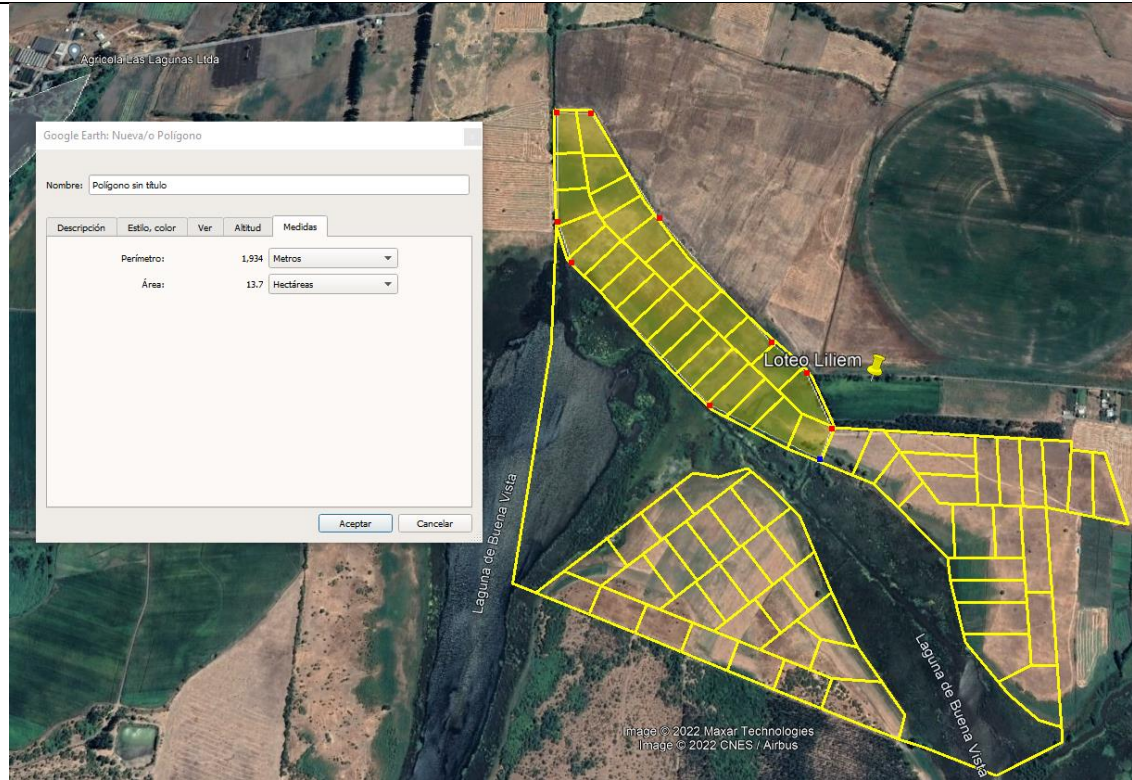 Agrícola Las Lagunas Ltda
Google Earth: Nueva/o Polígono
Nombre: Polígono sin título
Descripción Estilo, color Ver Altitud Medidas
Perímetro: 1,934 Metros
Área: 13.7 Hectáreas
Aceptar Cancelar
Loteo Liliem
Laguna de Buena Vista
Laguna de Buena Vista
Image © 2022 Maxar Technologies
Image © 2022 CNES / Airbus